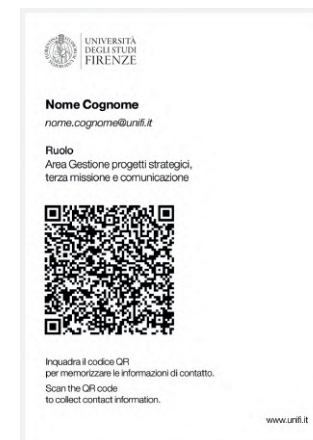 UNIVERSITÀ
DEGLI STUDI
FIRENZE
Nome Cognome
nome.cognome@unifi.it
Ruolo
Area Gestione progetti strategici,
terza missione e comunicazione
Inquadra il codice QR
per memorizzare le informazioni di contatto.
Scan the QR code
to collect contact information.
www.unifi.it